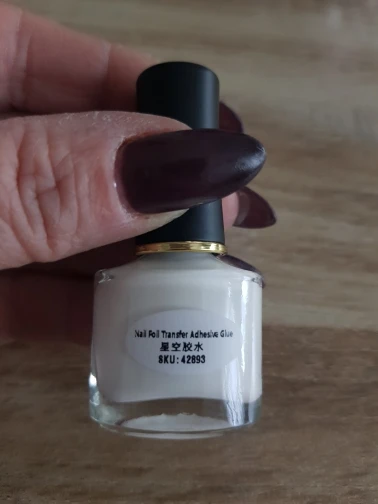 Nail Foil Transfer Adhesive Glue
星空胶水
SKU: 42893